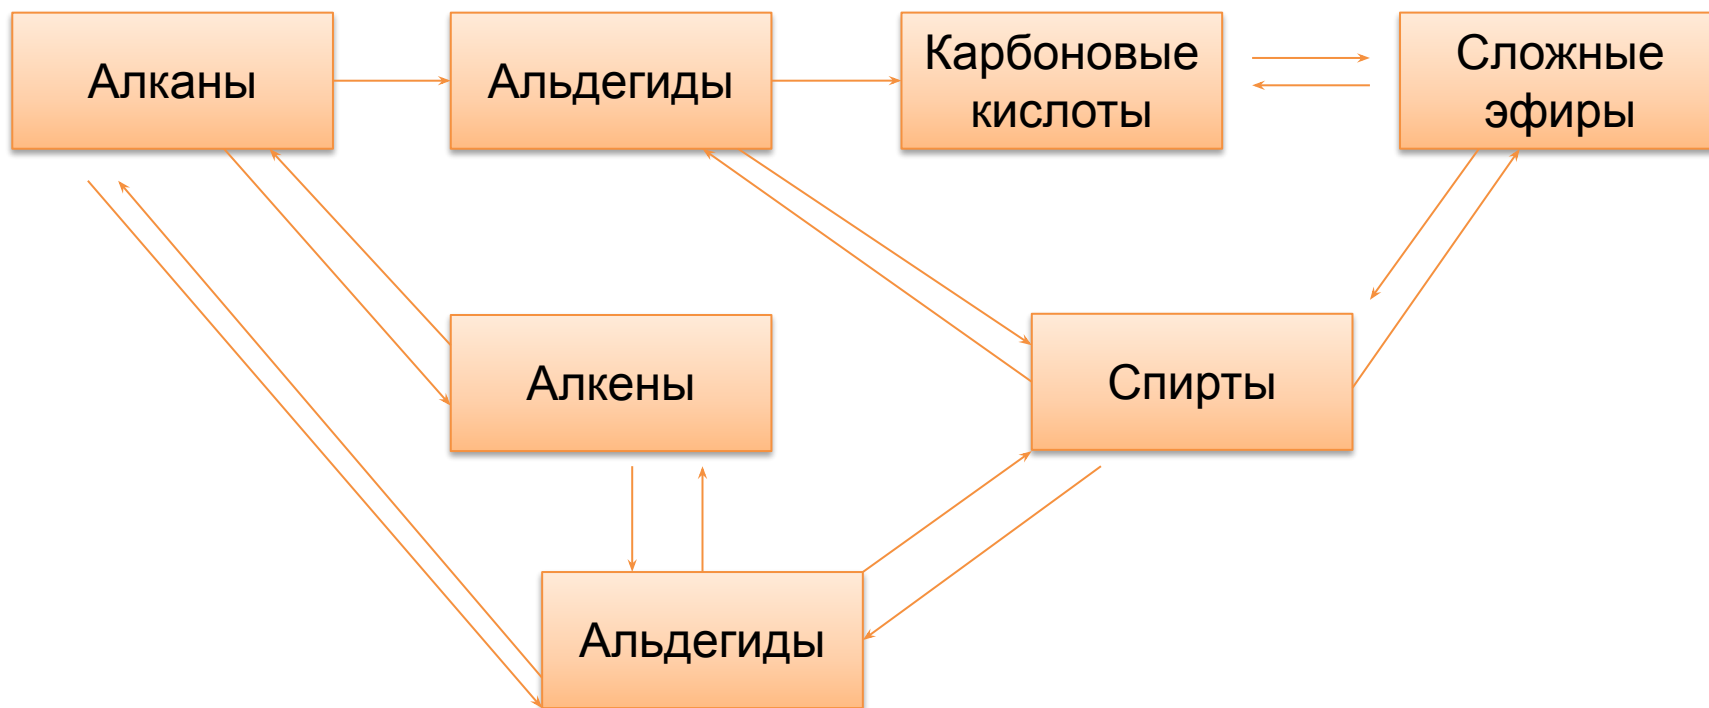 Алканы
Альдегиды
Карбоновые
кислоты
Сложные
эфиры
Алкены
Спирты
Альдегиды